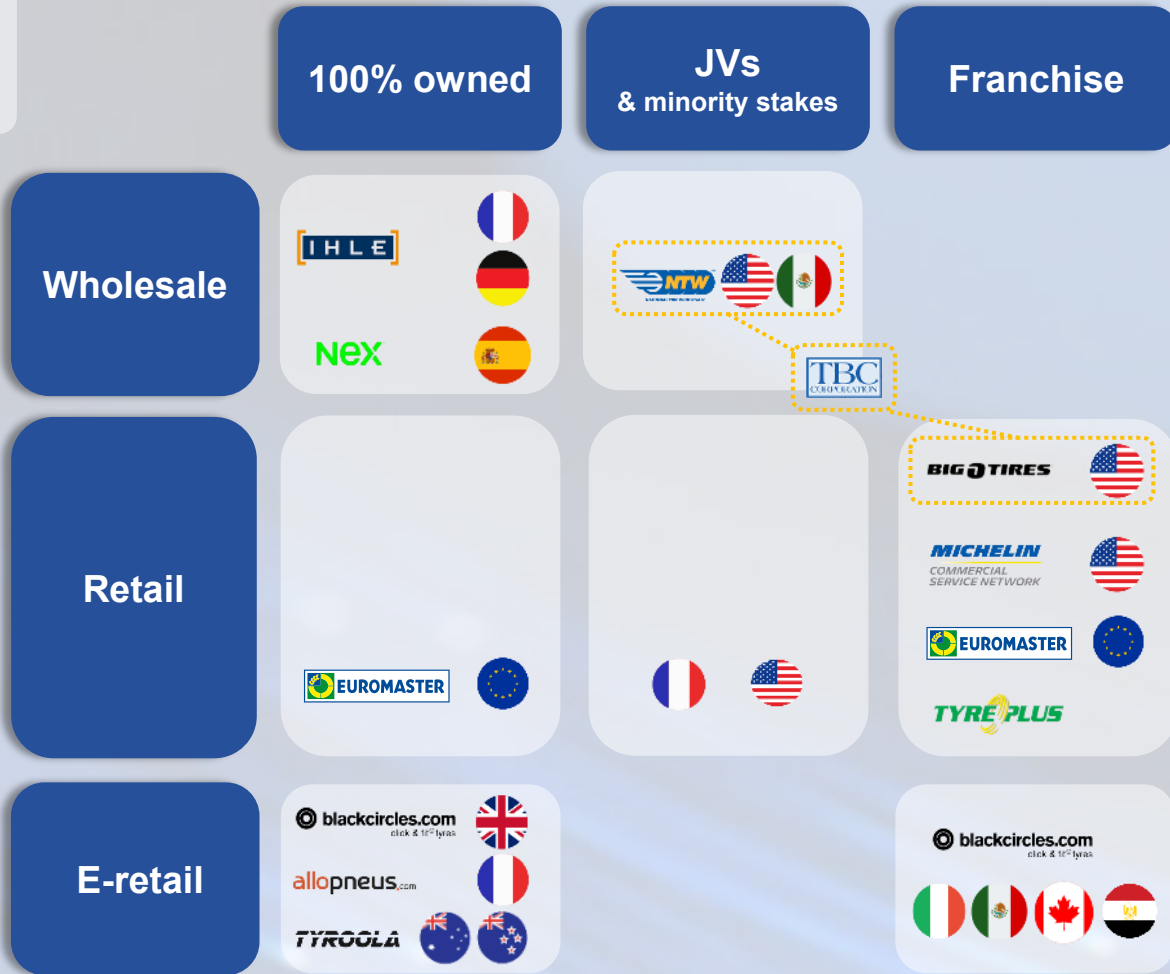 100% owned
JVs
& minority stakes
Franchise
Wholesale
IHLE
NTW
Nex
TBC
CORPORATION
Retail
BIG O TIRES
MICHELIN
COMMERCIAL
SERVICE NETWORK
EUROMASTER
EUROMASTER
TYREPLUS
E-retail
blackcircles.com
click & fit tyres
allopneus.com
TYROOLA
blackcircles.com
click & fit tyres